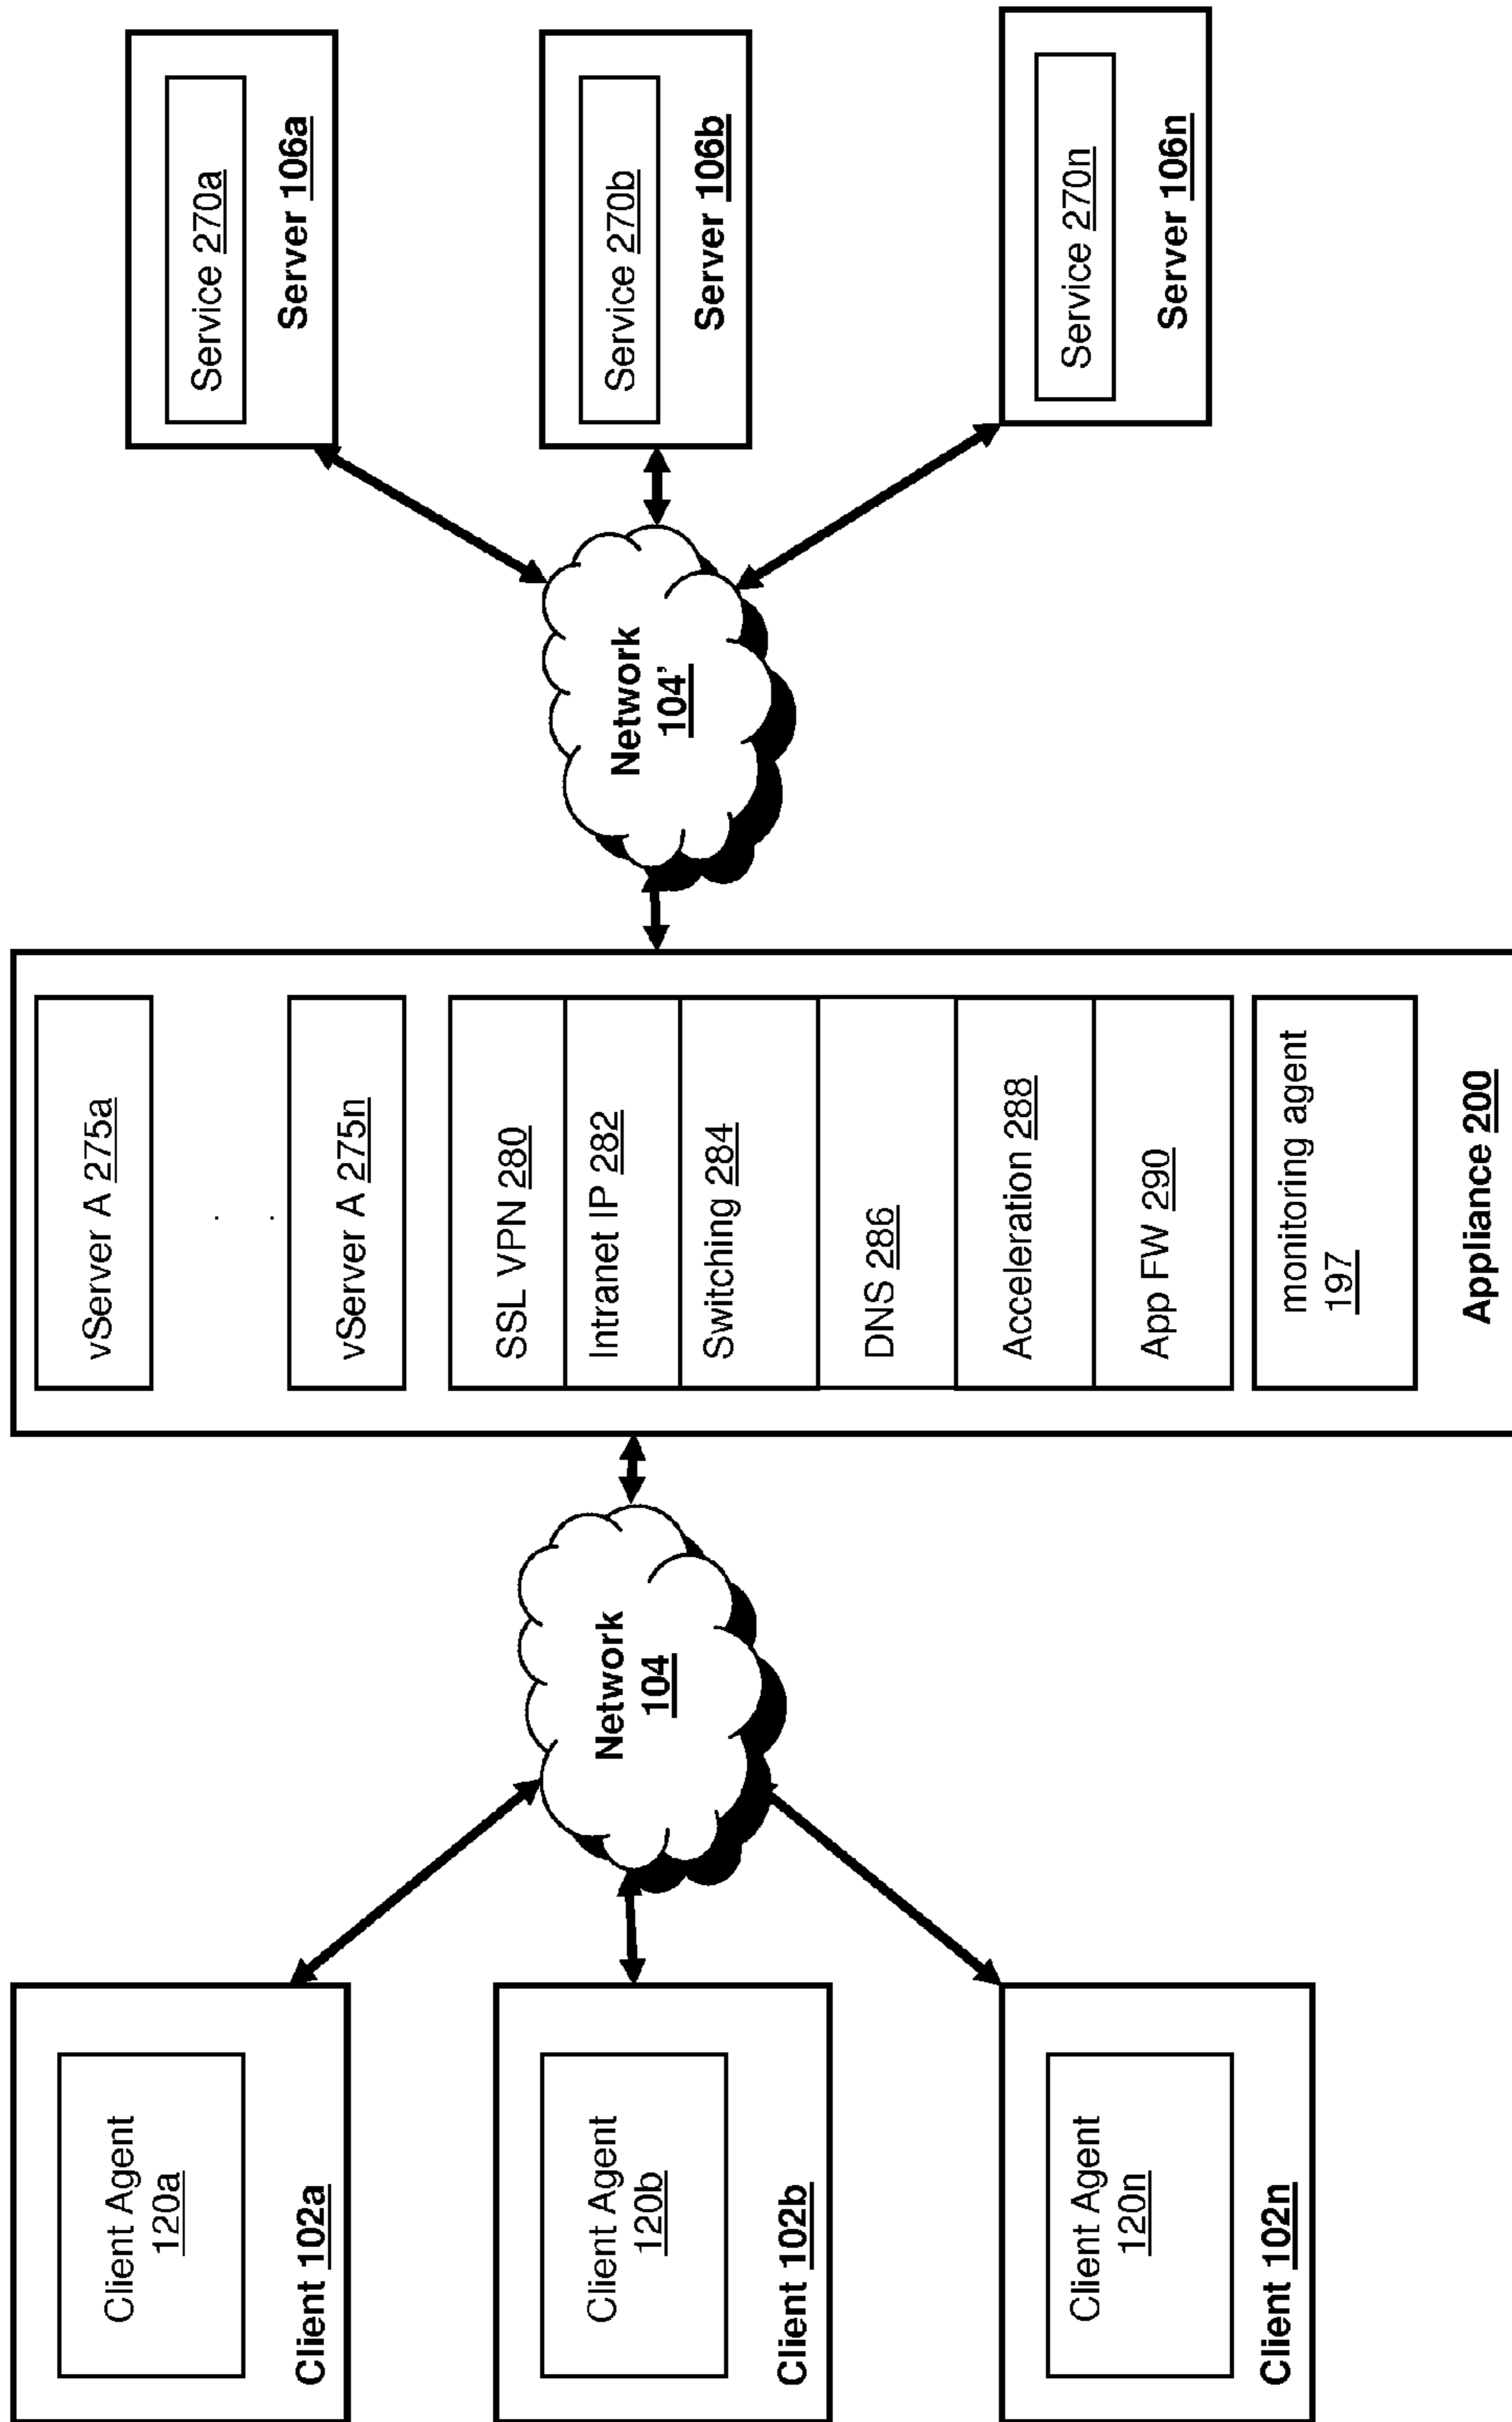 Client Agent
120a
Client 102a
Client Agent
120b
Client 102b
Client Agent
120n
Client 102n
Network
104
vServer A 275a
.
.
vServer A 275n
SSL VPN 280
Intranet IP 282
Switching 284
DNS 286
Acceleration 288
App FW 290
monitoring agent
197
Appliance 200
Network
104'
Service 270a
Server 106a
Service 270b
Server 106b
Service 270n
Server 106n